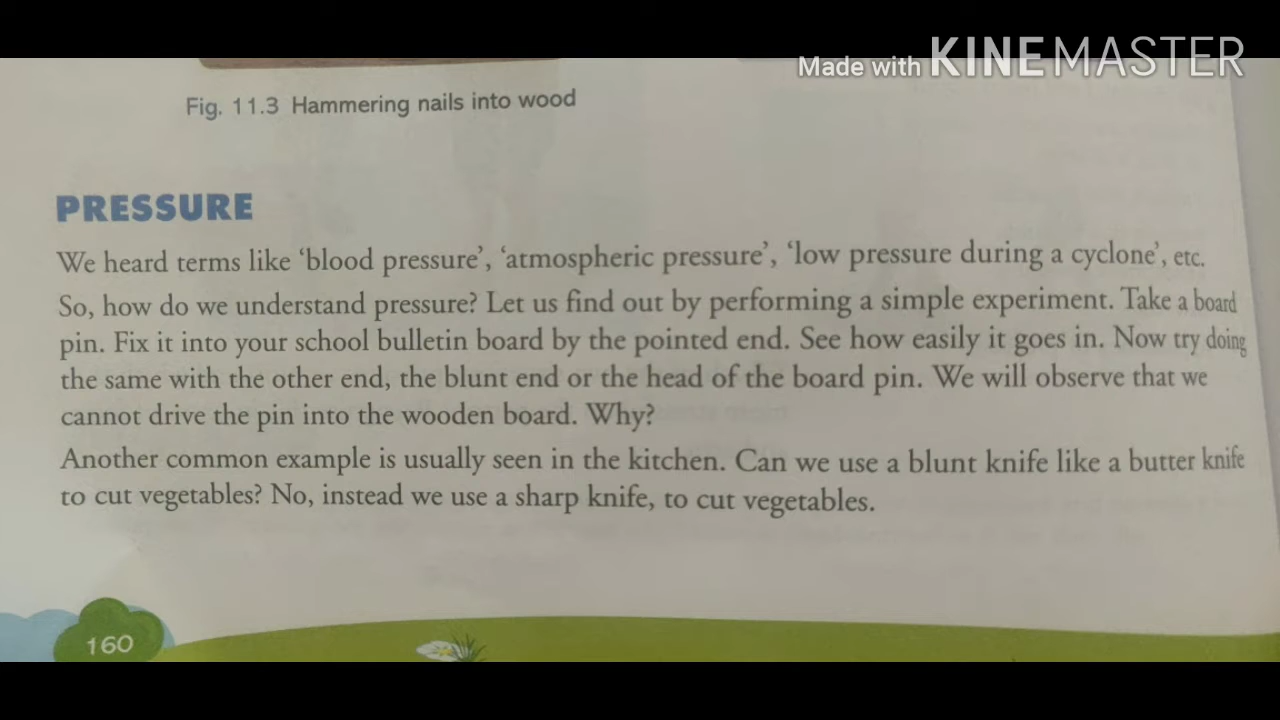 Made with KINEMASTER
Fig. 11.3 Hammering nails into wood
PRESSURE
We heard terms like ‘blood pressure’, ‘atmospheric pressure’, ‘low pressure during a cyclone’, etc.
So, how do we understand pressure? Let us find out by performing a simple experiment. Take a board
pin. Fix it into your school bulletin board by the pointed end. See how easily it goes in. Now try doing
the same with the other end, the blunt end or the head of the board pin. We will observe that we
cannot drive the pin into the wooden board. Why?
Another common example is usually seen in the kitchen. Can we use a blunt knife like a butter knife
to cut vegetables? No, instead we use a sharp knife, to cut vegetables.
160